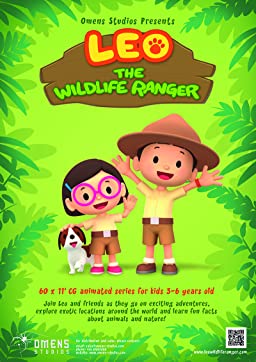 Omens Studios Presents
LEO
THE
WILDLIFE RANGER
60 x 11' CG animated series for kids 3-6 years old
Join Leo and friends as they go on exciting adventures,
explore exotic locations around the world and learn fun facts
about animals and nature!
OMENS
STUDIOS
www.leowildliferanger.com